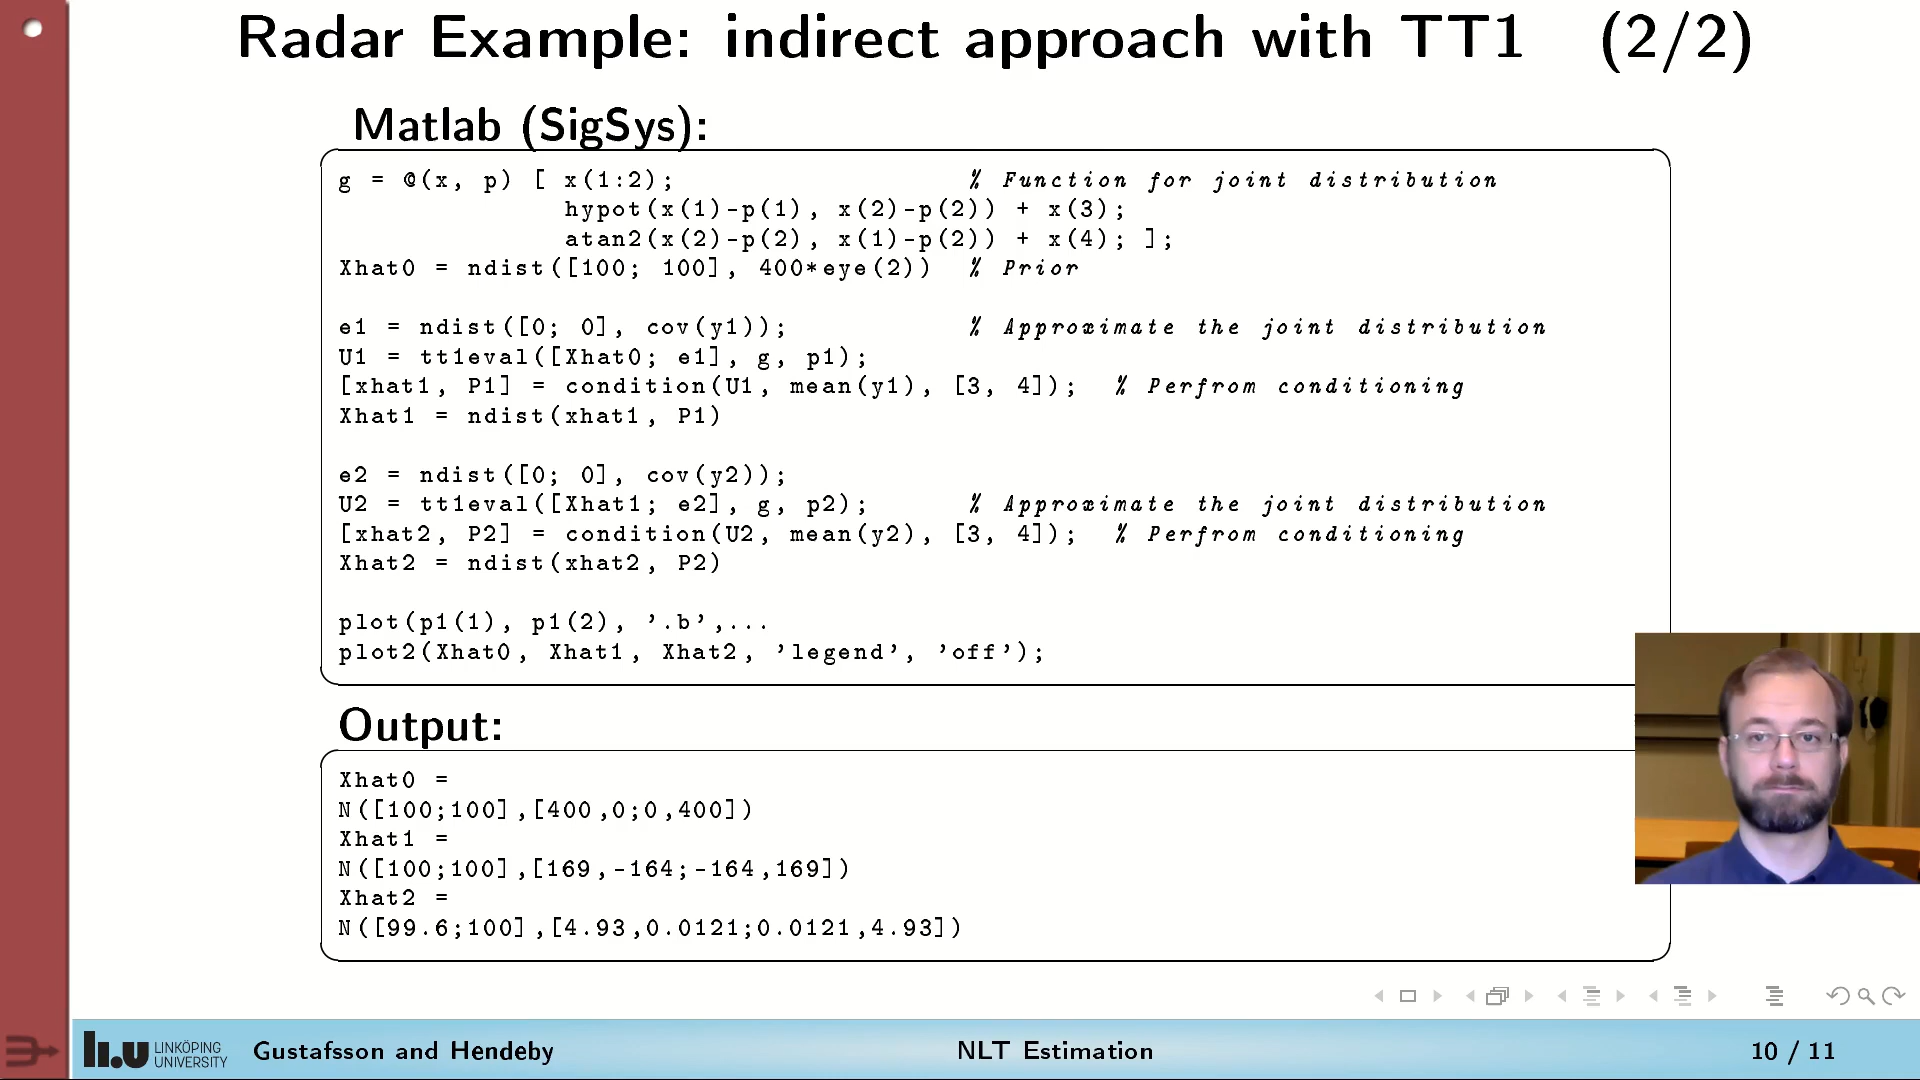 Radar Example: indirect approach with TT1 (2/2)
Matlab (SigSys):
g = @(x, p) [ x(1:2); % Function for joint distribution
hypot(x(1)-p(1), x(2)-p(2)) + x(3);
atan2(x(2)-p(2), x(1)-p(2)) + x(4); ];
Xhat0 = ndist([100; 100], 400*eye(2)) % Prior
e1 = ndist([0; 0], cov(y1)); % Approximate the joint distribution
U1 = tt1eval([Xhat0; e1], g, p1);
[xhat1, P1] = condition(U1, mean(y1), [3, 4]); % Perfrom conditioning
Xhat1 = ndist(xhat1, P1)
e2 = ndist([0; 0], cov(y2));
U2 = tt1eval([Xhat1; e2], g, p2); % Approximate the joint distribution
[xhat2, P2] = condition(U2, mean(y2), [3, 4]); % Perfrom conditioning
Xhat2 = ndist(xhat2, P2)
plot(p1(1), p1(2), '.b',...
plot2(Xhat0, Xhat1, Xhat2, 'legend', 'off');
Output:
Xhat0 =
N([100;100],[400,0;0,400])
Xhat1 =
N([100;100],[169,-164;-164,169])
Xhat2 =
N([99.6;100],[4.93,0.0121;0.0121,4.93])
li.u LINKÖPING UNIVERSITY Gustafsson and Hendeby NLT Estimation 10 / 11